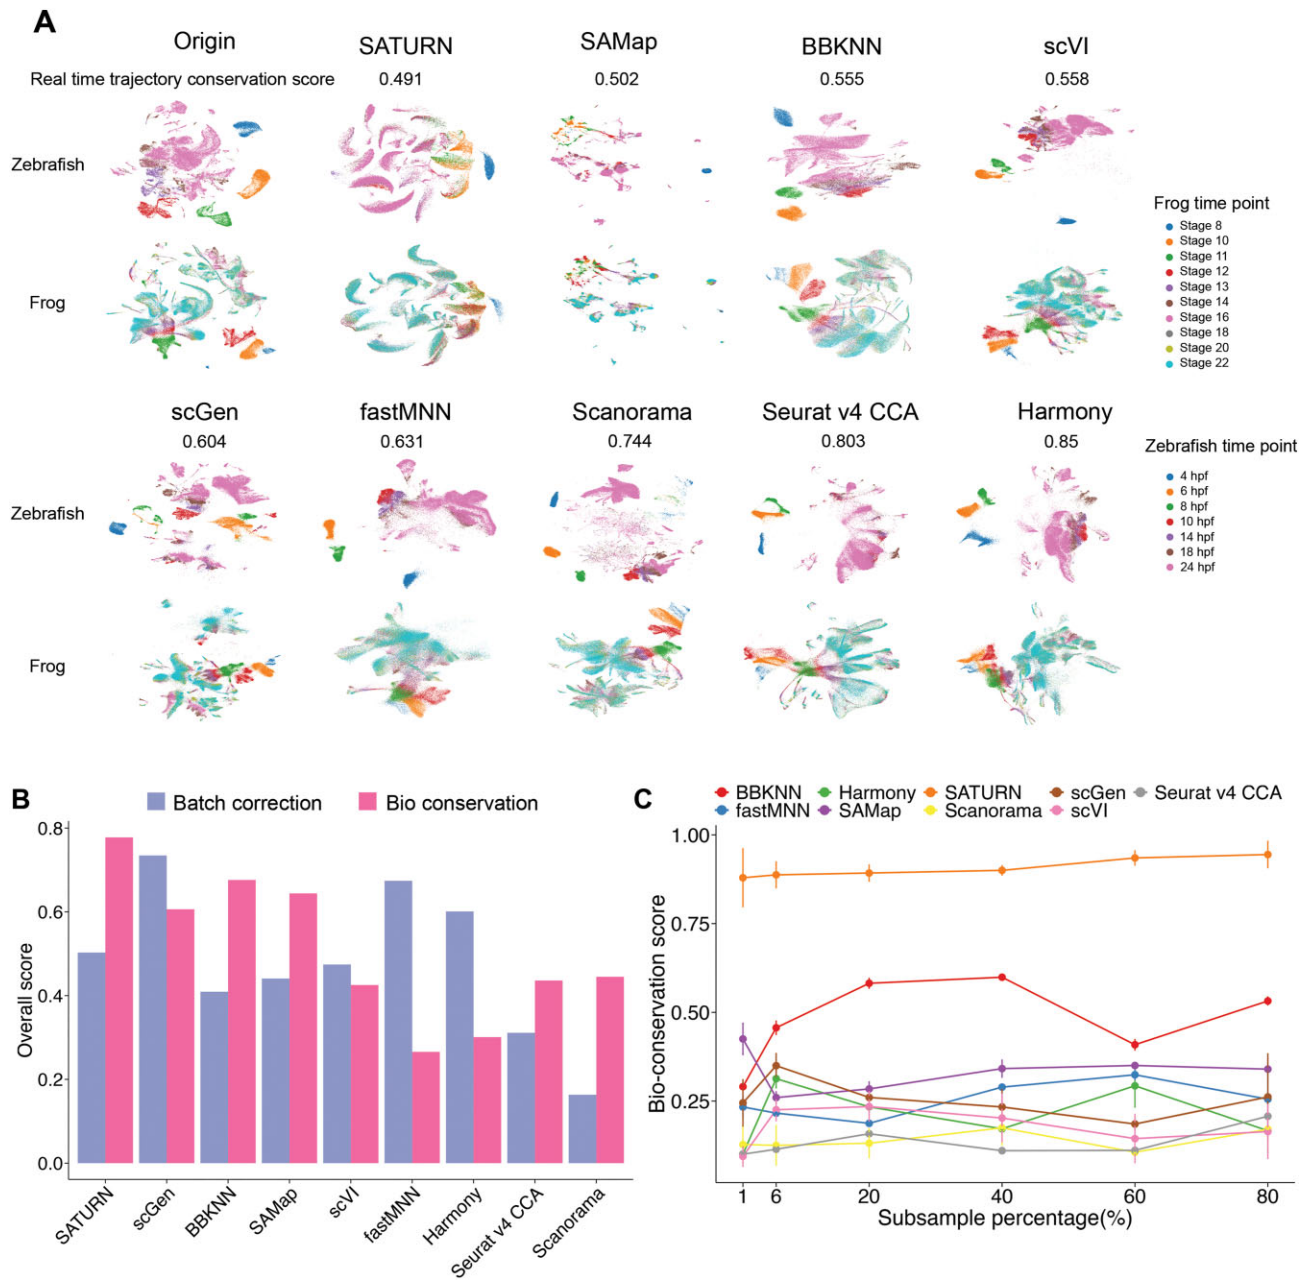 A
Origin SATURN SAMap BBKNN scVI
Real time trajectory conservation score 0.491 0.502 0.555 0.558
Zebrafish
Frog
Frog time point
Stage 8
Stage 10
Stage 11
Stage 12
Stage 13
Stage 14
Stage 16
Stage 18
Stage 20
Stage 22
scGen fastMNN Scanorama Seurat v4 CCA Harmony
0.604 0.631 0.744 0.803 0.85
Zebrafish
Frog
Zebrafish time point
4 hpf
6 hpf
8 hpf
10 hpf
14 hpf
18 hpf
24 hpf
B
Batch correction Bio conservation
Overall score
0.8
0.6
0.4
0.2
0.0
SATURN scGen BBKNN SAMap scVI fastMNN Harmony Seurat v4 CCA Scanorama
C
BBKNN Harmony SATURN scGen Seurat v4 CCA
fastMNN SAMap Scanorama scVI
Bio-conservation score
1.00
0.75
0.50
0.25
1 6 20 40 60 80
Subsample percentage(%)